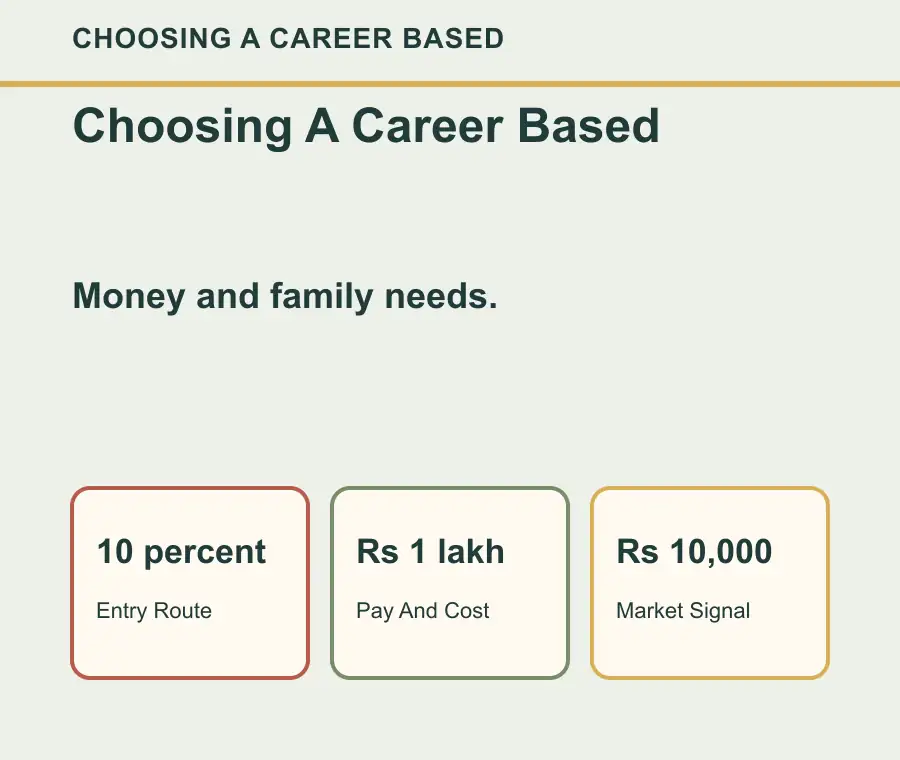 CHOOSING A CAREER BASED
Choosing A Career Based
Money and family needs.
10 percent
Entry Route
Rs 1 lakh
Pay And Cost
Rs 10,000
Market Signal